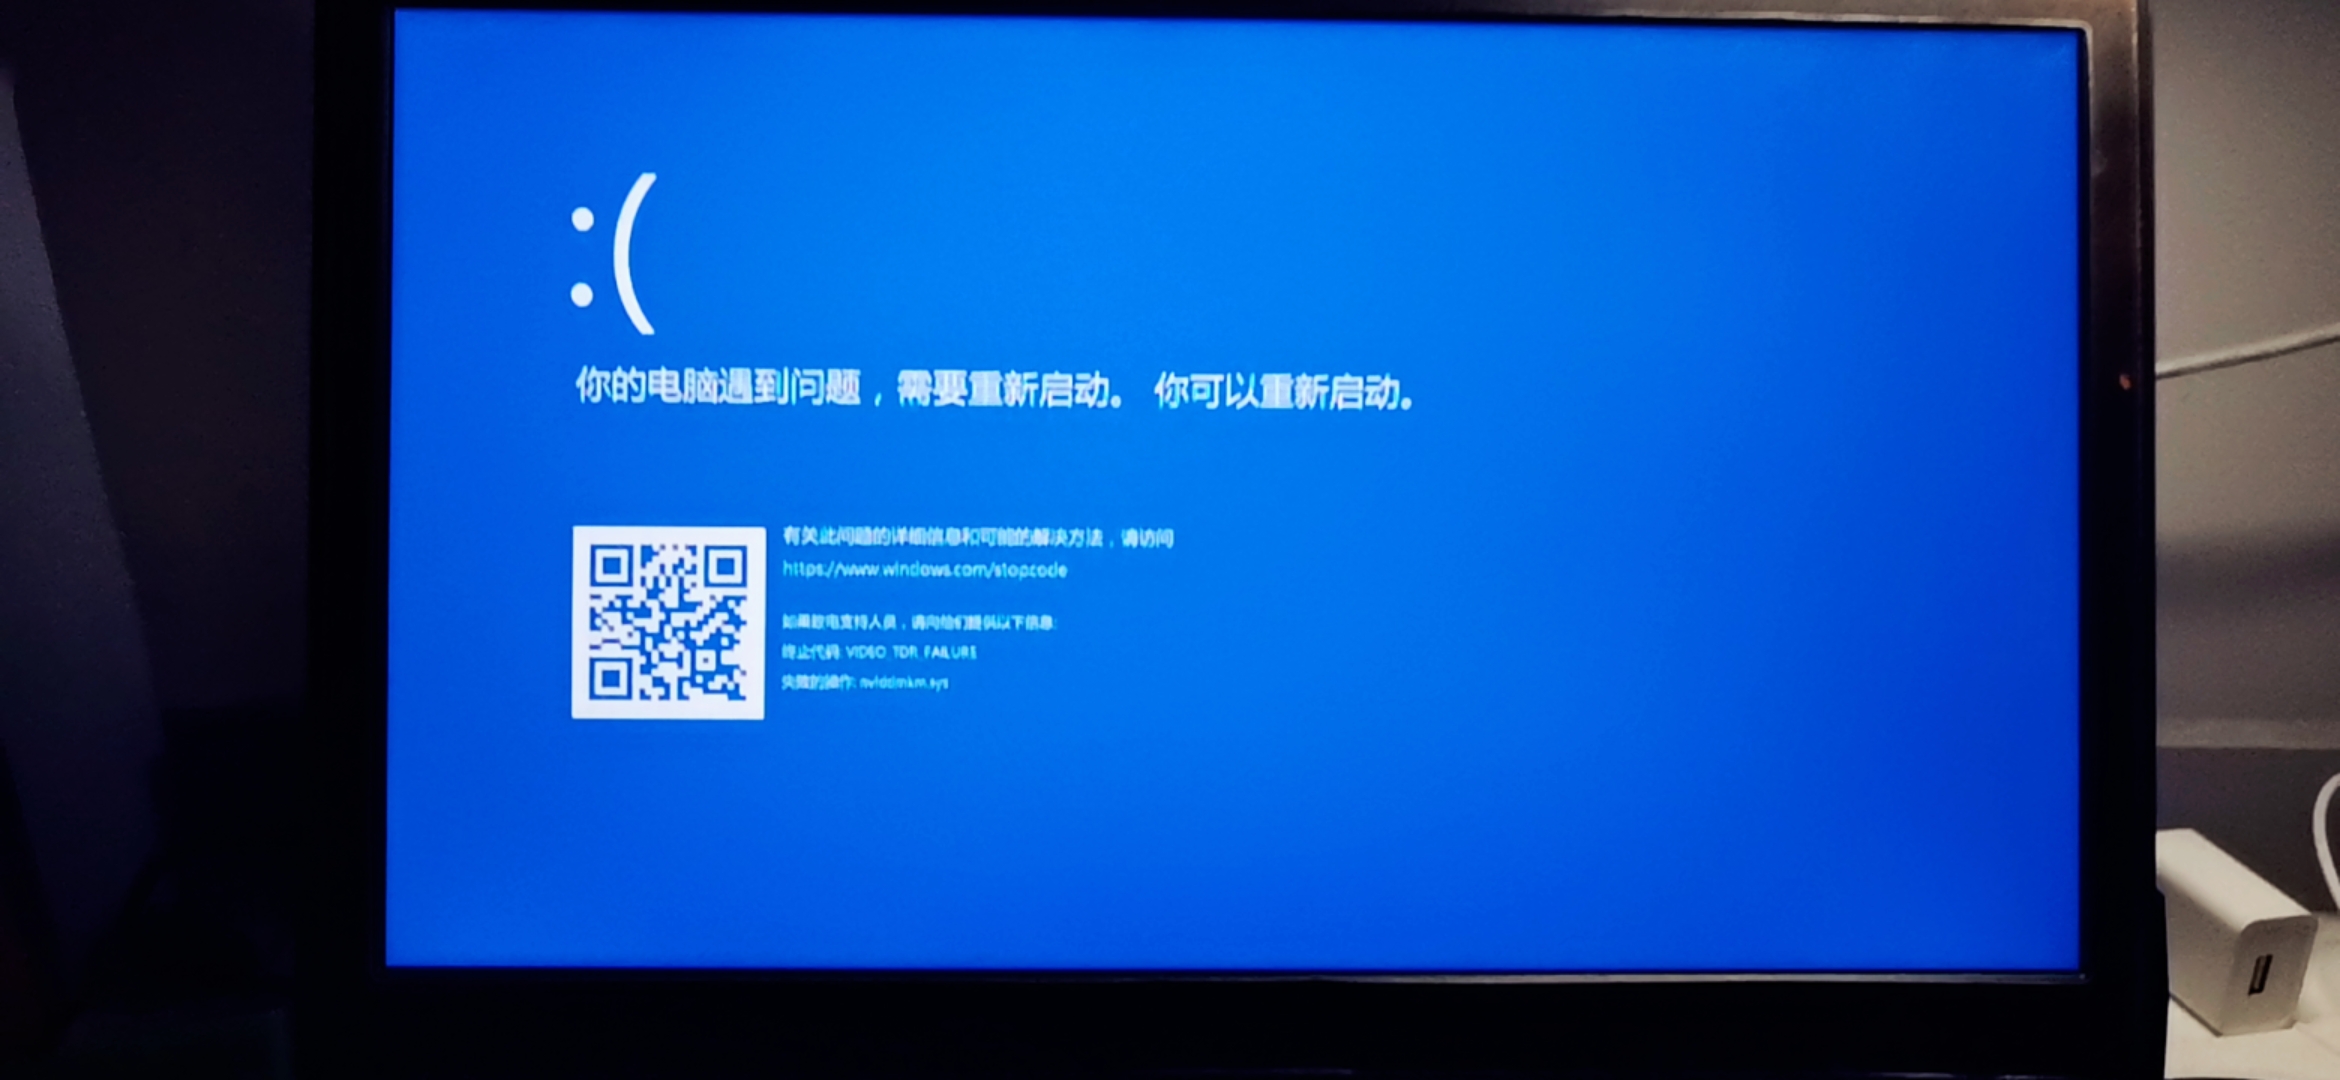 :(
你的电脑遇到问题，需要重新启动。 你可以重新启动。
有关此问题的详细信息和可能的解决方法，请访问
https://www.windows.com/stopcode
如果致电支持人员，请向他们提供以下信息:
终止代码: VIDEO_TDR_FAILURE
失败的操作: nvlddmkm.sys